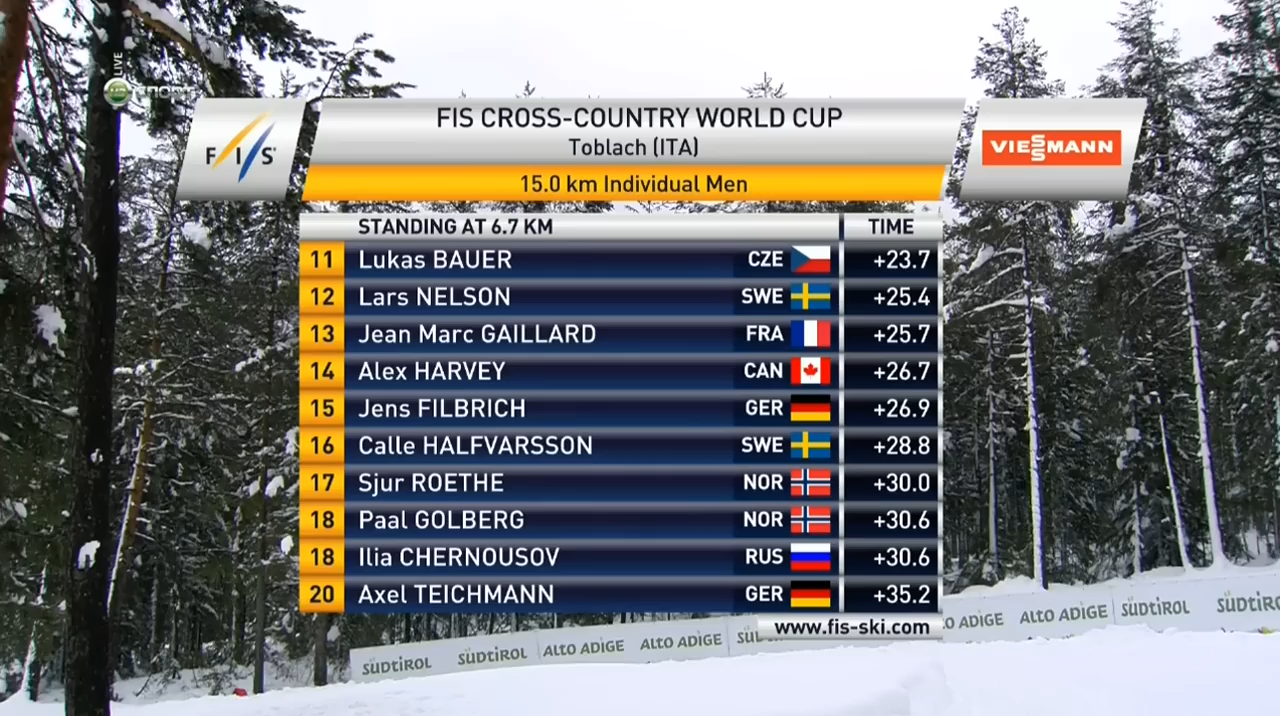 LIVE
СПОРТ
FIS
FIS CROSS-COUNTRY WORLD CUP
Toblach (ITA)
15.0 km Individual Men
VIESSMANN
STANDING AT 6.7 KM TIME
11 Lukas BAUER CZE +23.7
12 Lars NELSON SWE +25.4
13 Jean Marc GAILLARD FRA +25.7
14 Alex HARVEY CAN +26.7
15 Jens FILBRICH GER +26.9
16 Calle HALFVARSSON SWE +28.8
17 Sjur ROETHE NOR +30.0
18 Paal GOLBERG NOR +30.6
18 Ilia CHERNOUSOV RUS +30.6
20 Axel TEICHMANN GER +35.2
www.fis-ski.com
SÜDTIROL SÜDTIROL ALTO ADIGE ALTO ADIGE ALTO ADIGE SÜDTIROL